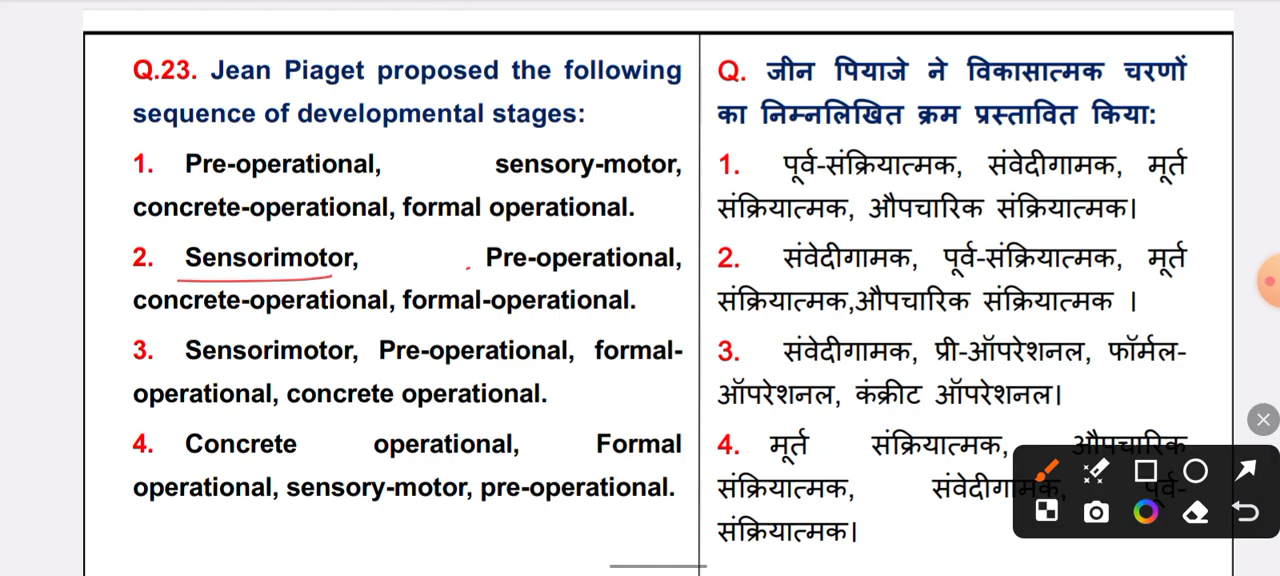 Q.23. Jean Piaget proposed the following
sequence of developmental stages:
1. Pre-operational, sensory-motor,
concrete-operational, formal operational.
2. Sensorimotor, Pre-operational,
concrete-operational, formal-operational.
3. Sensorimotor, Pre-operational, formal-
operational, concrete operational.
4. Concrete operational, Formal
operational, sensory-motor, pre-operational.
Q. जीन पियाजे ने विकासात्मक चरणों
का निम्नलिखित क्रम प्रस्तावित किया:
1. पूर्व-संक्रियात्मक, संवेदीगामक, मूर्त
संक्रियात्मक, औपचारिक संक्रियात्मक।
2. संवेदीगामक, पूर्व-संक्रियात्मक, मूर्त
संक्रियात्मक,औपचारिक संक्रियात्मक ।
3. संवेदीगामक, प्री-ऑपरेशनल, फॉर्मल-
ऑपरेशनल, कंक्रीट ऑपरेशनल।
4. मूर्त संक्रियात्मक, औपचारिक
संक्रियात्मक, संवेदीगामक, पूर्व-
संक्रियात्मक।